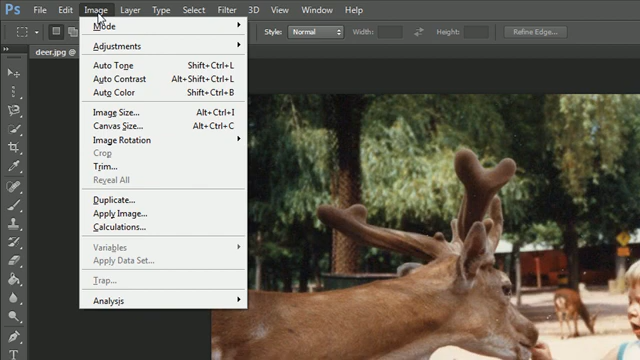 Ps File Edit Image Layer Type Select Filter 3D View Window Help
Style: Normal Width: Height: Refine Edge...
deer.jpg @
Mode
Adjustments
Auto Tone Shift+Ctrl+L
Auto Contrast Alt+Shift+Ctrl+L
Auto Color Shift+Ctrl+B
Image Size... Alt+Ctrl+I
Canvas Size... Alt+Ctrl+C
Image Rotation
Crop
Trim...
Reveal All
Duplicate...
Apply Image...
Calculations...
Variables
Apply Data Set...
Trap...
Analysis